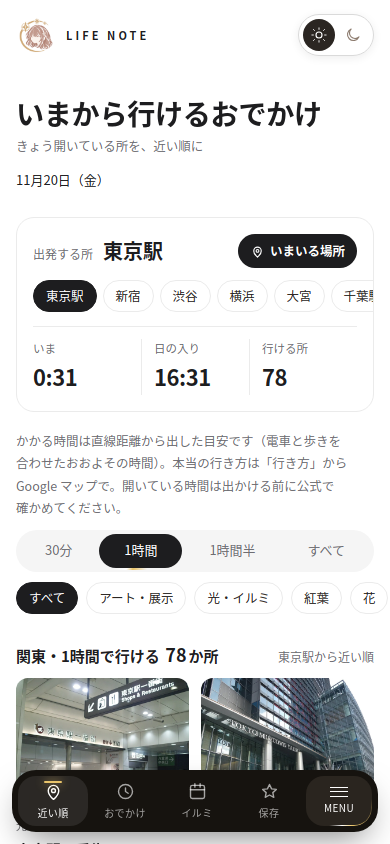 LIFE NOTE
いまから行けるおでかけ
きょう開いている所を、近い順に
11月20日（金）
出発する所 東京駅 いまいる場所
東京駅 新宿 渋谷 横浜 大宮 千葉駅
いま 日の入り 行ける所
0:31 16:31 78
かかる時間は直線距離から出した目安です（電車と歩きを
合わせたおおよその時間）。本当の行き方は「行き方」から
Google マップで。開いている時間は出かける前に公式で
確かめてください。
30分 1時間 1時間半 すべて
すべて アート・展示 光・イルミ 紅葉 花
関東・1時間で行ける 78か所 東京駅から近い順
近い順 おでかけ イルミ 保存 MENU